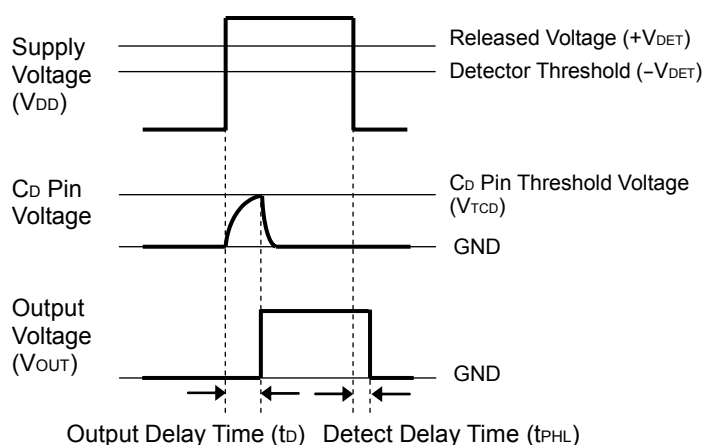 Supply
Voltage
(VDD)
Released Voltage (+VDET)
Detector Threshold (−VDET)
CD Pin
Voltage
CD Pin Threshold Voltage
(VTCD)
GND
Output
Voltage
(VOUT)
GND
Output Delay Time (tD) Detect Delay Time (tPHL)